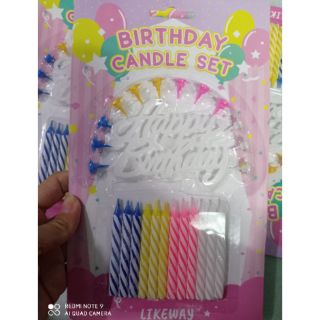 BIRTHDAY
CANDLE SET
Happy
Birthday
LIKEWAY
REDMI NOTE 9
AI QUAD CAMERA